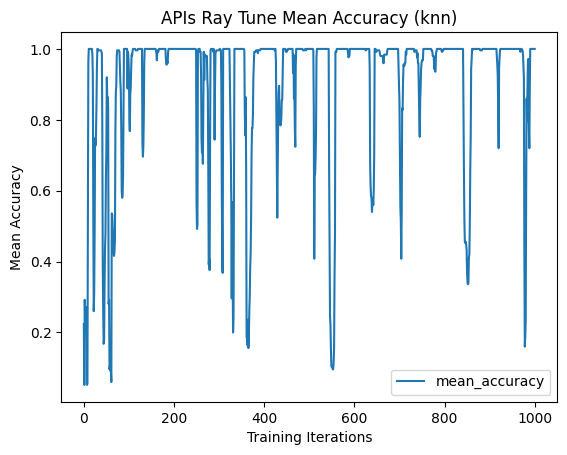 APIs Ray Tune Mean Accuracy (knn)
1.0
0.8
0.6
0.4
0.2
Mean Accuracy
mean_accuracy
0 200 400 600 800 1000
Training Iterations